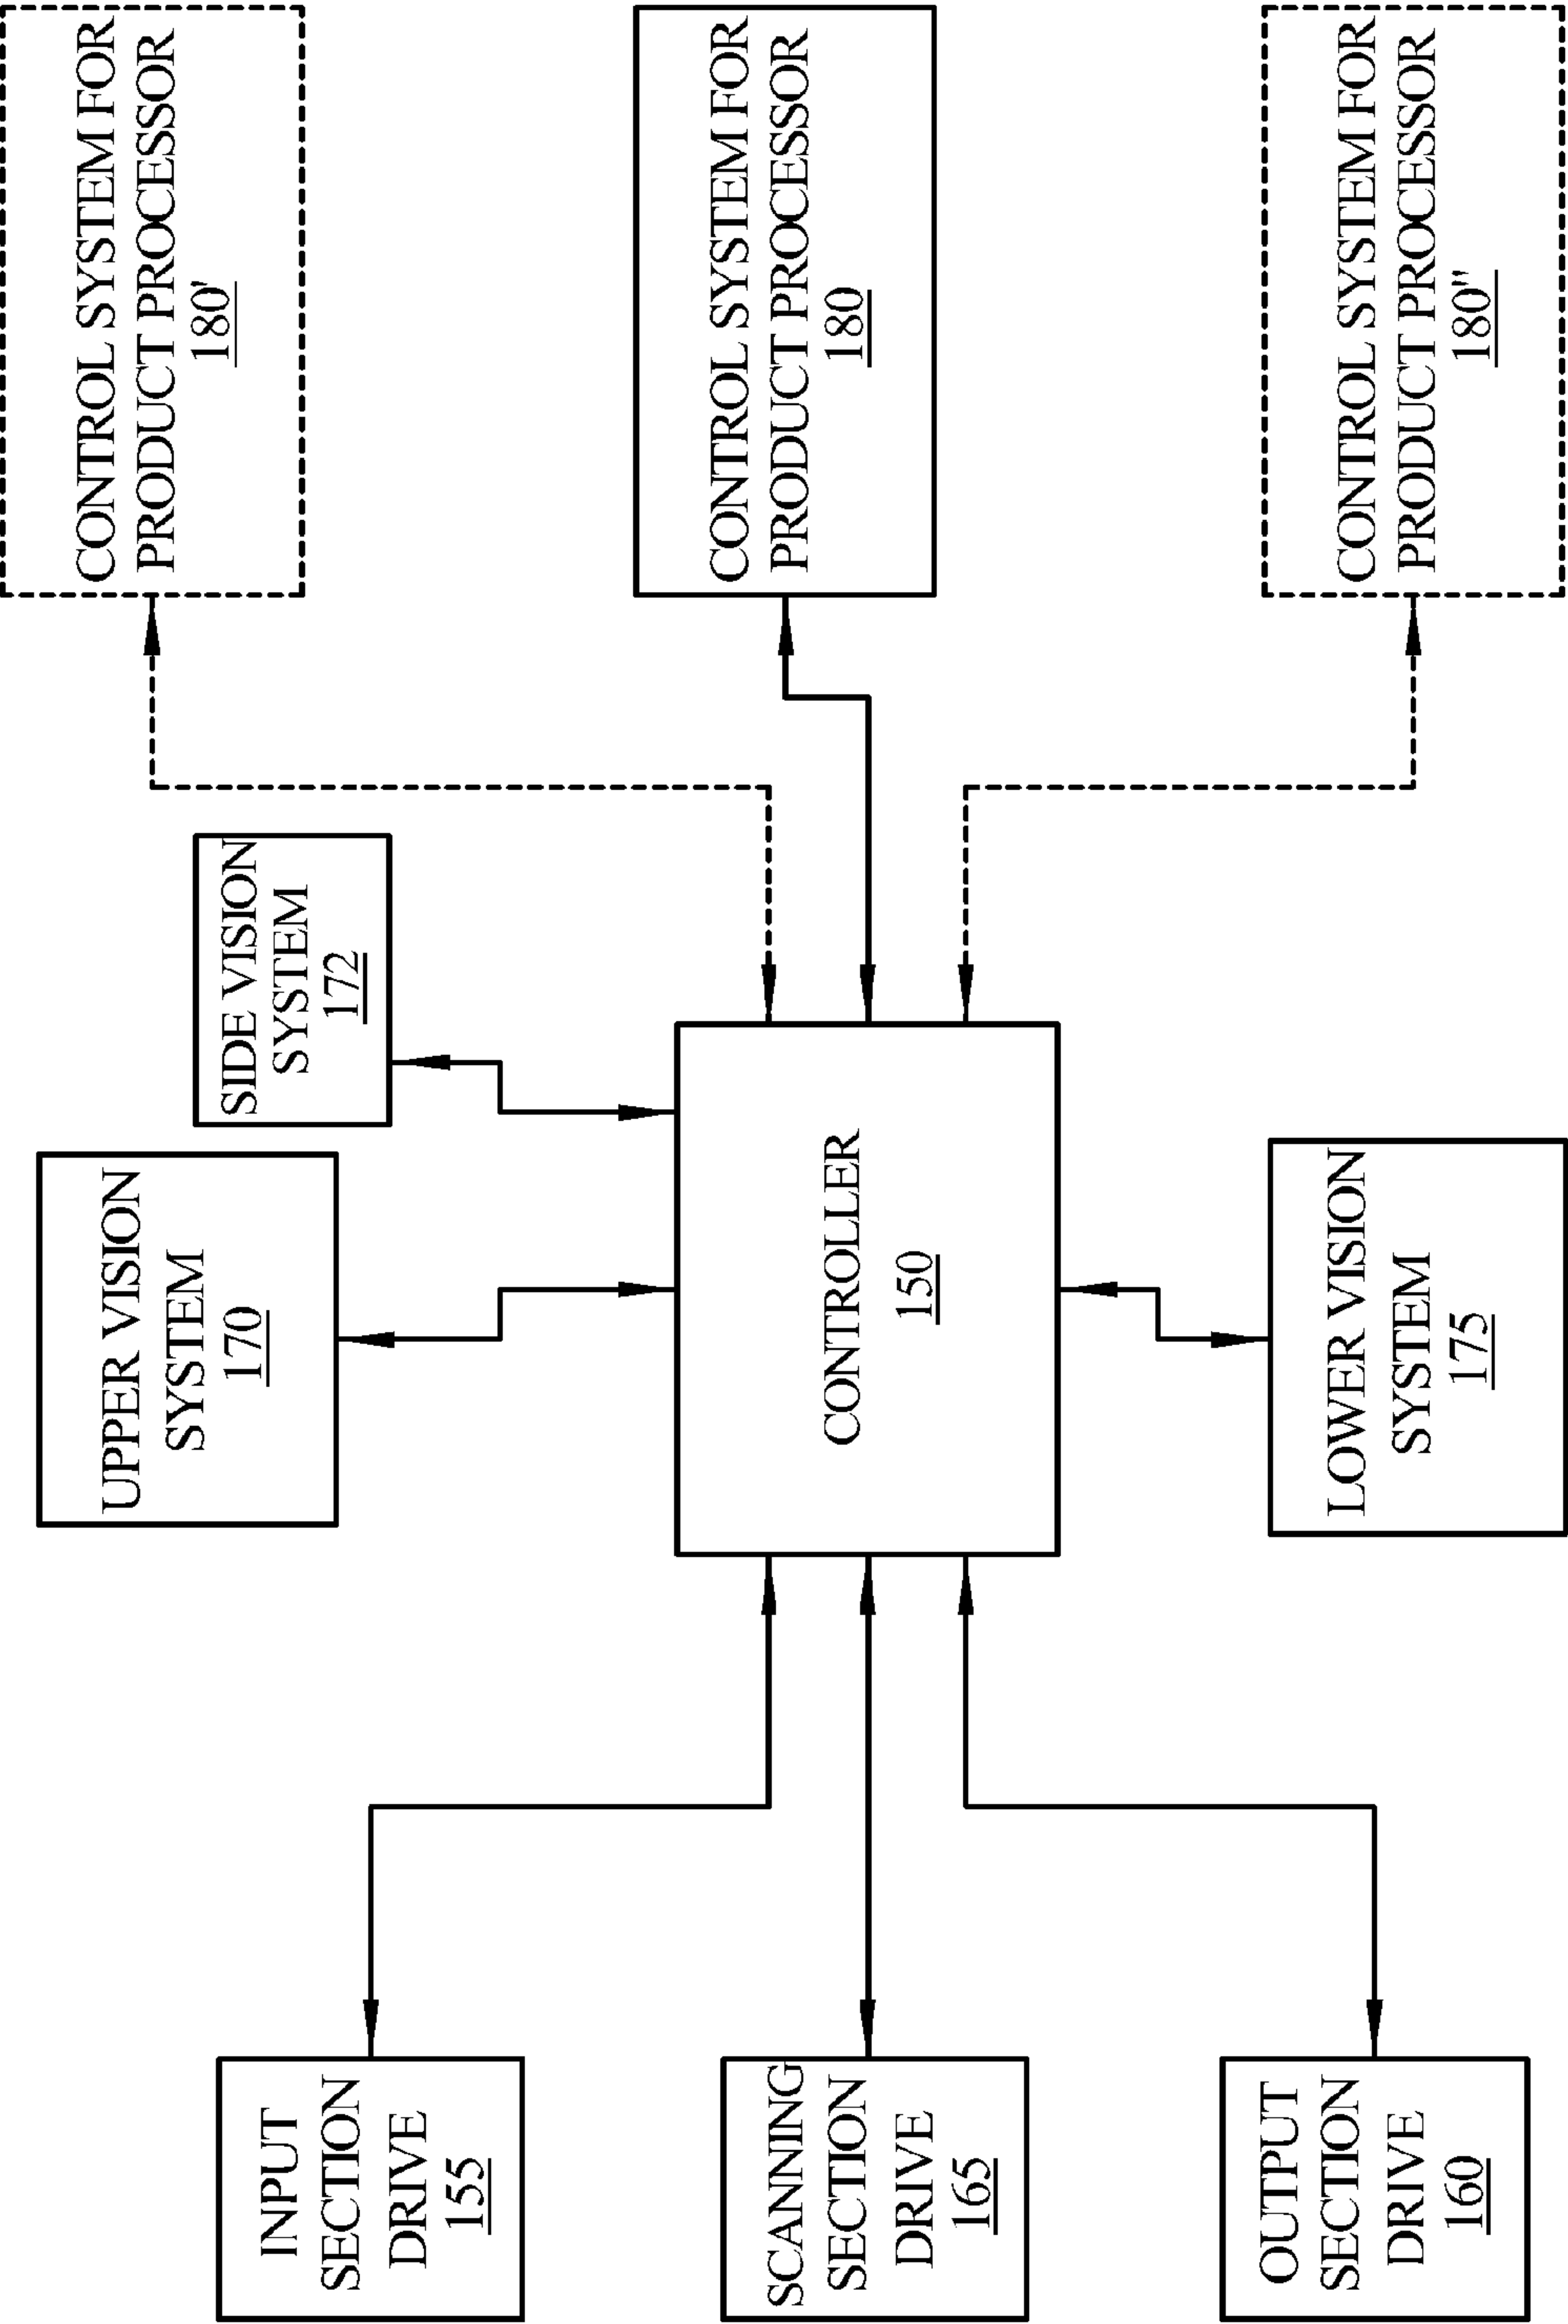 INPUT
SECTION
DRIVE
155
SCANNING
SECTION
DRIVE
165
OUTPUT
SECTION
DRIVE
160
UPPER VISION
SYSTEM
170
SIDE VISION
SYSTEM
172
CONTROLLER
150
LOWER VISION
SYSTEM
175
CONTROL SYSTEM FOR
PRODUCT PROCESSOR
180'
CONTROL SYSTEM FOR
PRODUCT PROCESSOR
180
CONTROL SYSTEM FOR
PRODUCT PROCESSOR
180"